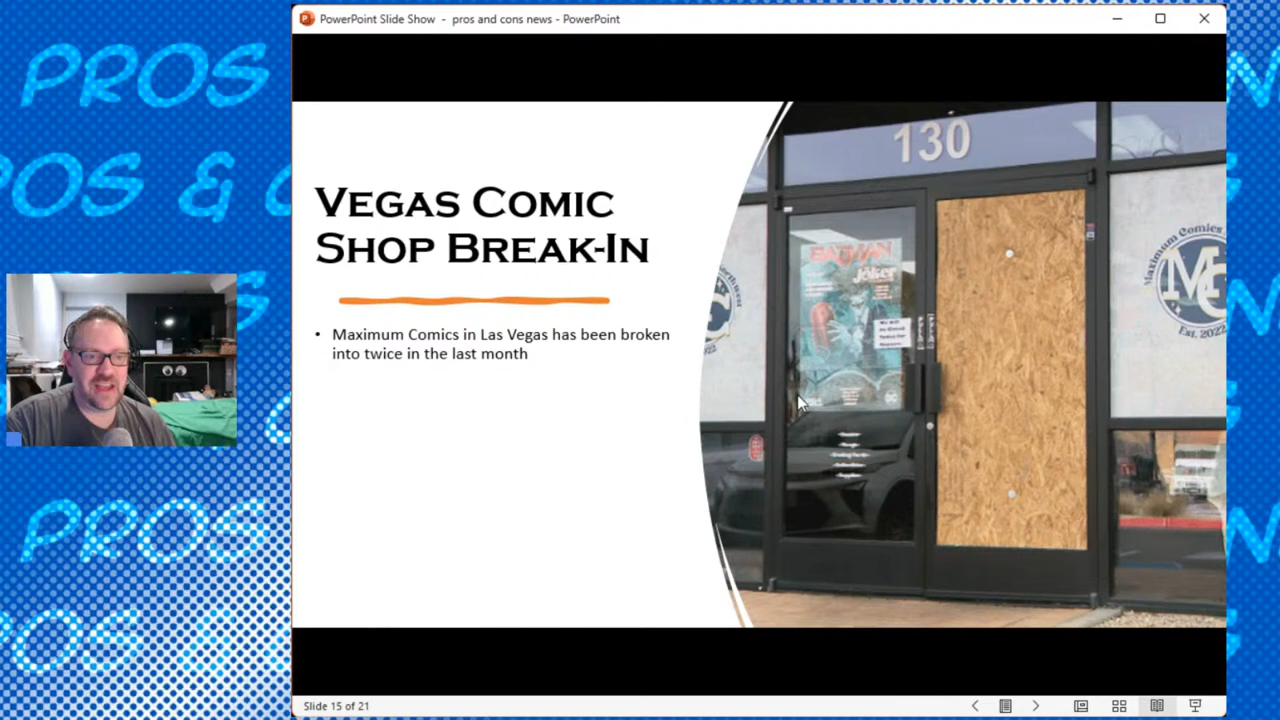 PowerPoint Slide Show - pros and cons news - PowerPoint
PROS
VEGAS COMIC
SHOP BREAK-IN
• Maximum Comics in Las Vegas has been broken
into twice in the last month
130
BATMAN
Joker
Maximum Comics
MC
Est. 2022
PROS
PROS
Slide 15 of 21